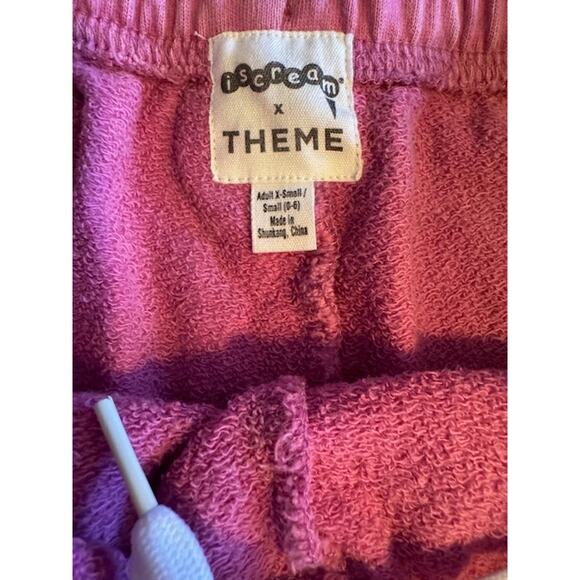 iscream
x
THEME
Adult X-Small /
Small (0-6)
Made in
Shunkang, China